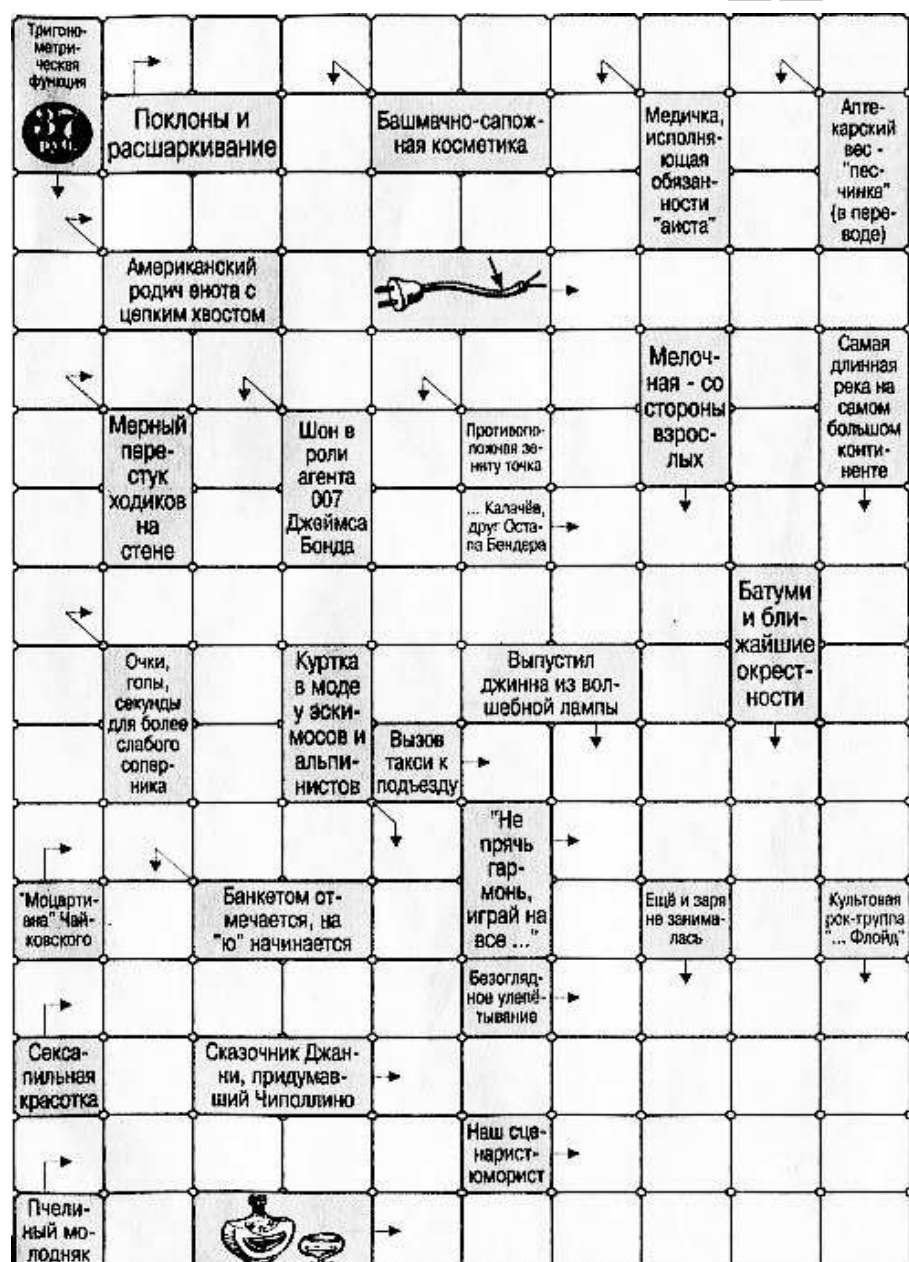 Тригоно-
метри-
ческая
функция
37
Поклоны и
расшаркивание
Башмачно-сапож-
ная косметика
Медичка,
исполня-
ющая
обязан-
ности
"аиста"
Апте-
карский
вес -
"пес-
чинка"
(в пере-
воде)
Американский
родич енота с
цепким хвостом
Мелоч-
ная - со
стороны
взрос-
лых
Самая
длинная
река на
самом
большом
конти-
ненте
Мерный
пере-
стук
ходиков
на
стене
Шон в
роли
агента
007
Джеймса
Бонда
Противопо-
ложная зе-
ниту точка
... Калачёв,
друг Оста-
па Бендера
Батуми
и бли-
жайшие
окрест-
ности
Очки,
голы,
секунды
для более
слабого
сопер-
ника
Куртка
в моде
у эски-
мосов и
альпи-
нистов
Выпустил
джинна из вол-
шебной лампы
Вызов
такси к
подъезду
"Не
прячь
гар-
монь,
играй на
все ..."
"Моцарти-
ана" Чай-
ковского
Банкетом от-
мечается, на
"ю" начинается
Ещё и заря
не занима-
лась
Культовая
рок-группа
"... Флойд"
Безогляд-
ное улепё-
тывание
Секса-
пильная
красотка
Сказочник Джан-
ни, придумав-
ший Чиполлино
Наш сце-
нарист-
юморист
Пчели-
ный мо-
лодняк